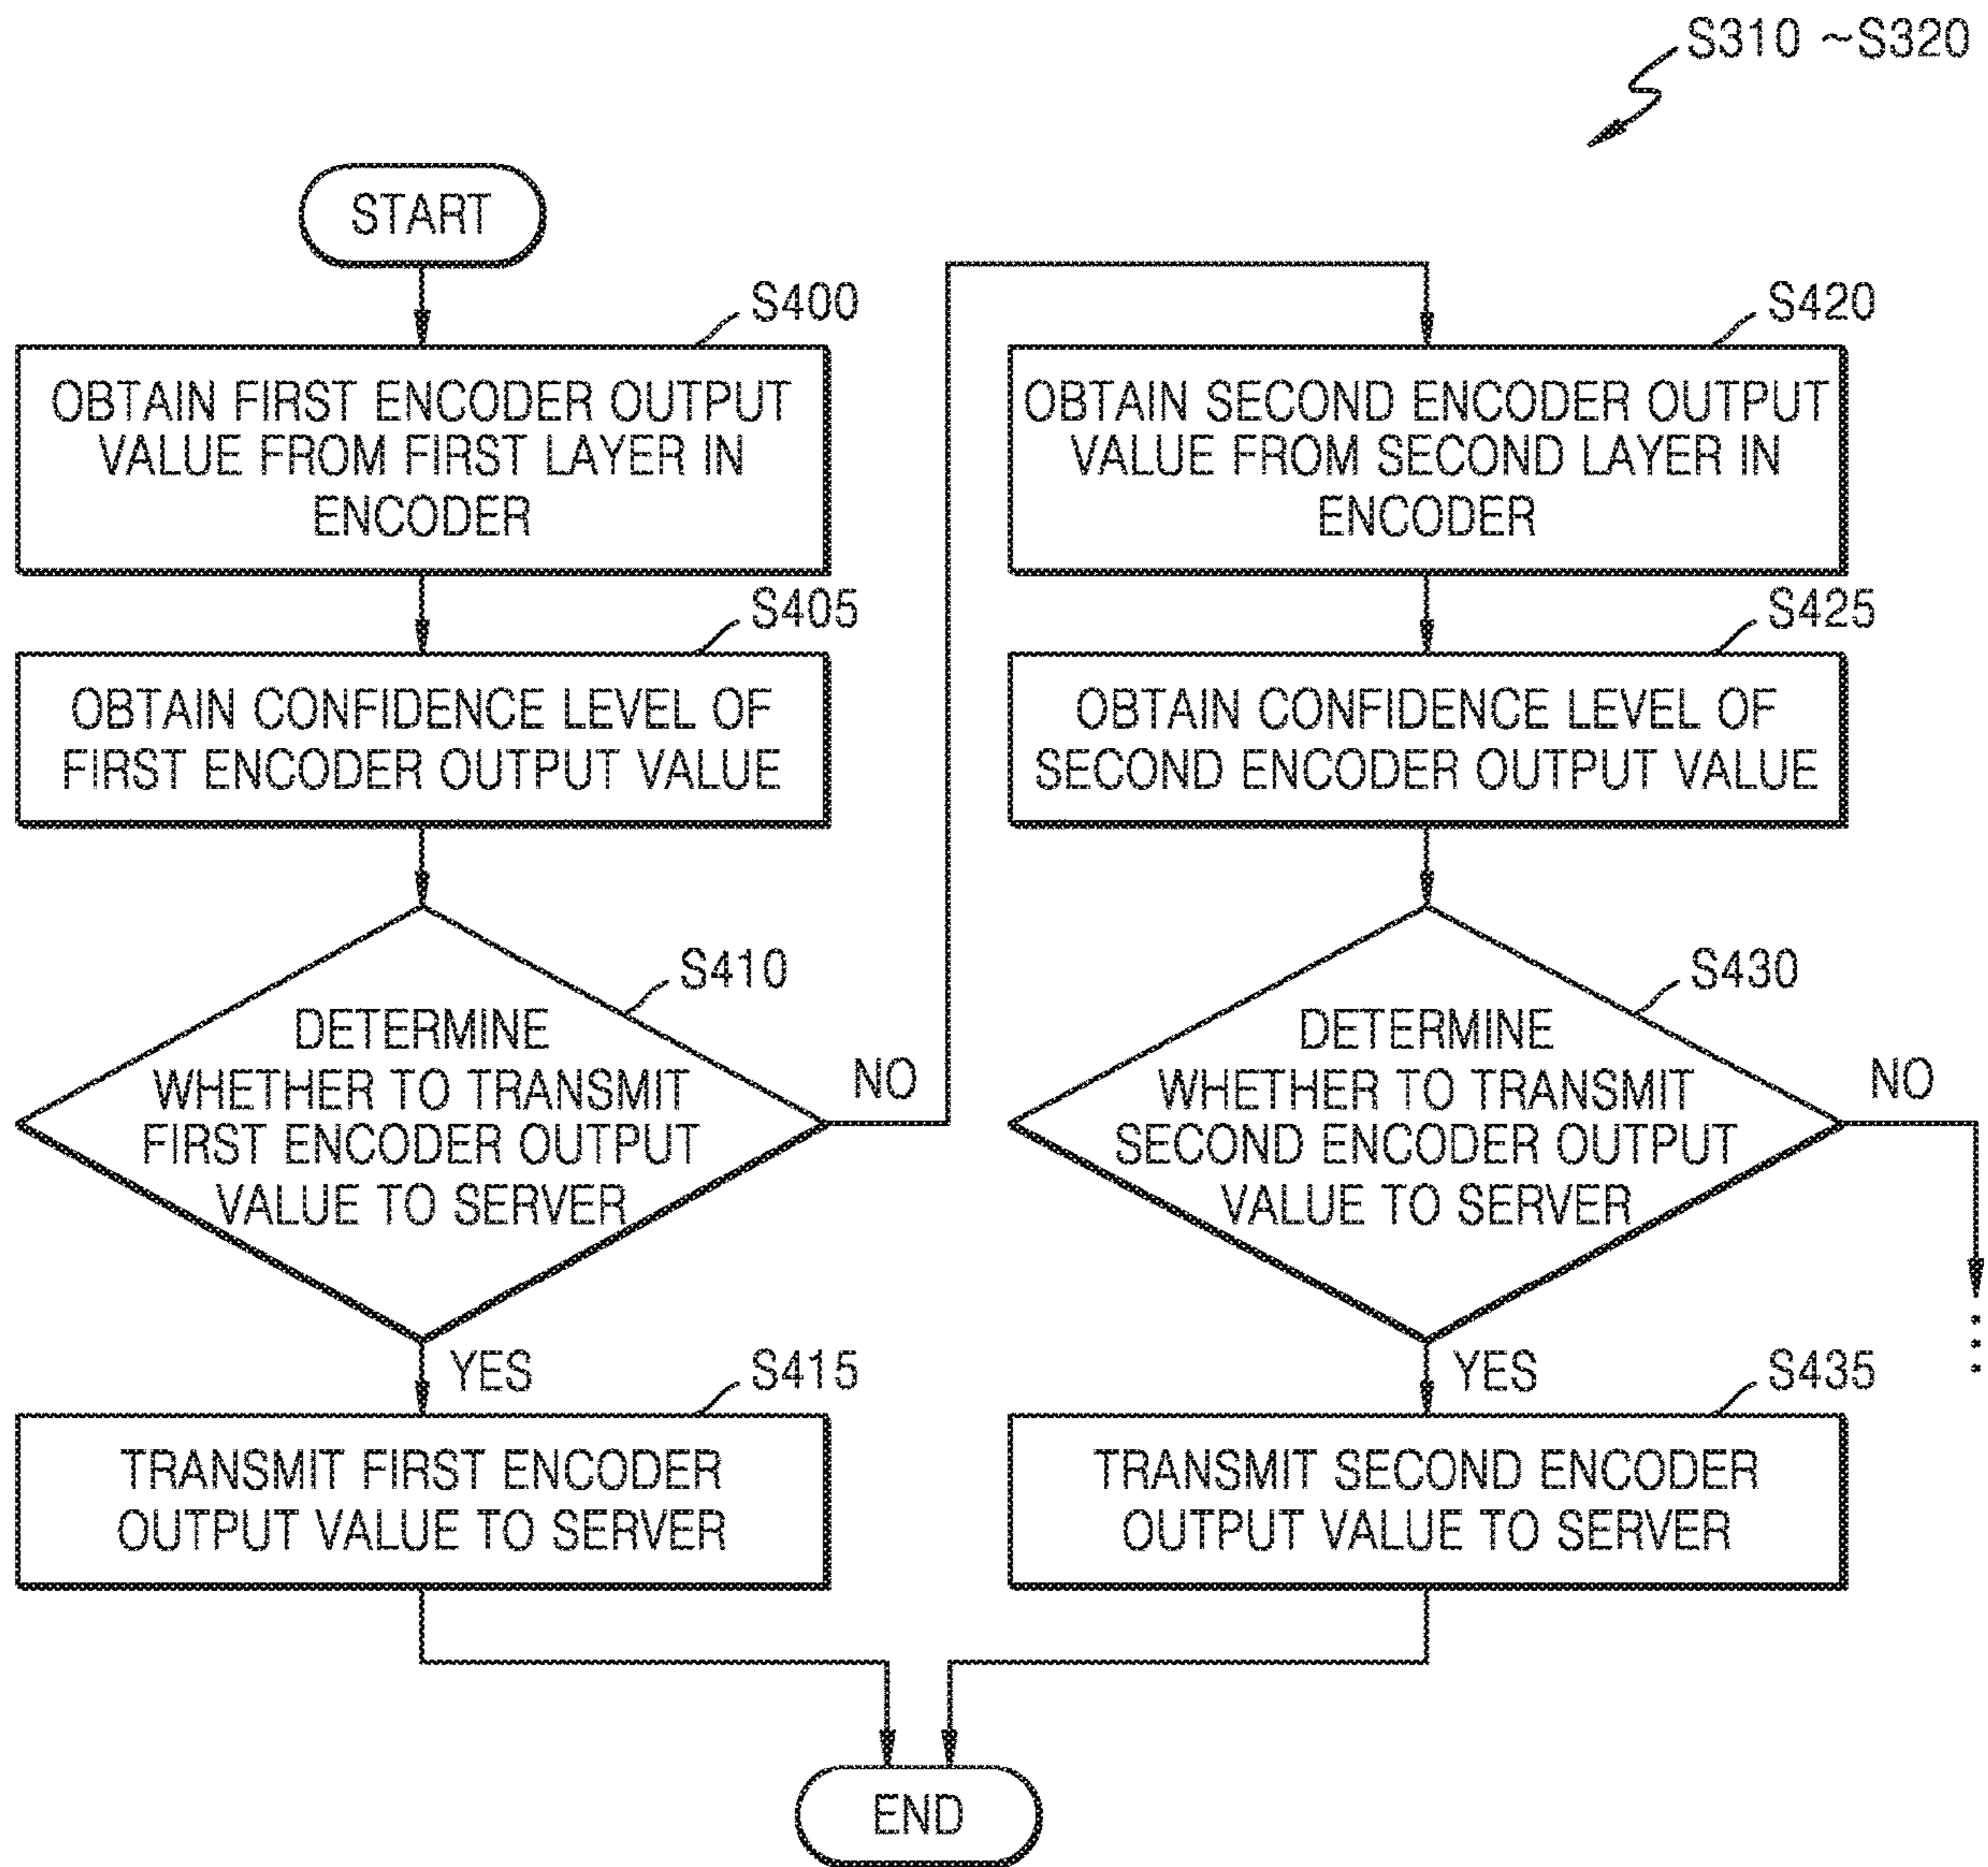 S310 ~S320
START
S400
OBTAIN FIRST ENCODER OUTPUT
VALUE FROM FIRST LAYER IN
ENCODER
S405
OBTAIN CONFIDENCE LEVEL OF
FIRST ENCODER OUTPUT VALUE
S410
DETERMINE
WHETHER TO TRANSMIT
FIRST ENCODER OUTPUT
VALUE TO SERVER
NO
YES
S415
TRANSMIT FIRST ENCODER
OUTPUT VALUE TO SERVER
S420
OBTAIN SECOND ENCODER OUTPUT
VALUE FROM SECOND LAYER IN
ENCODER
S425
OBTAIN CONFIDENCE LEVEL OF
SECOND ENCODER OUTPUT VALUE
S430
DETERMINE
WHETHER TO TRANSMIT
SECOND ENCODER OUTPUT
VALUE TO SERVER
NO
YES
S435
TRANSMIT SECOND ENCODER
OUTPUT VALUE TO SERVER
END